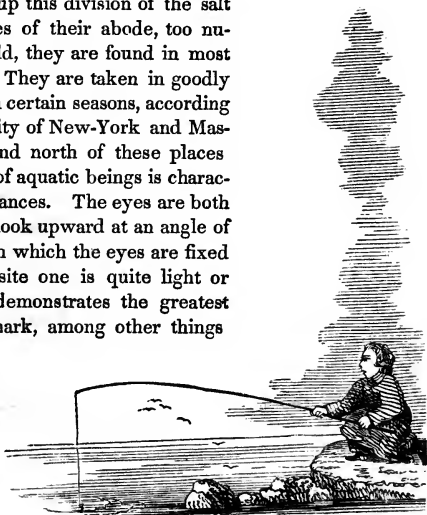 up this division of the salt
es of their abode, too nu-
ld, they are found in most
They are taken in goodly
certain seasons, according
ity of New-York and Mas-
nd north of these places
of aquatic beings is charac-
ances. The eyes are both
look upward at an angle of
n which the eyes are fixed
site one is quite light or
demonstrates the greatest
ark, among other things